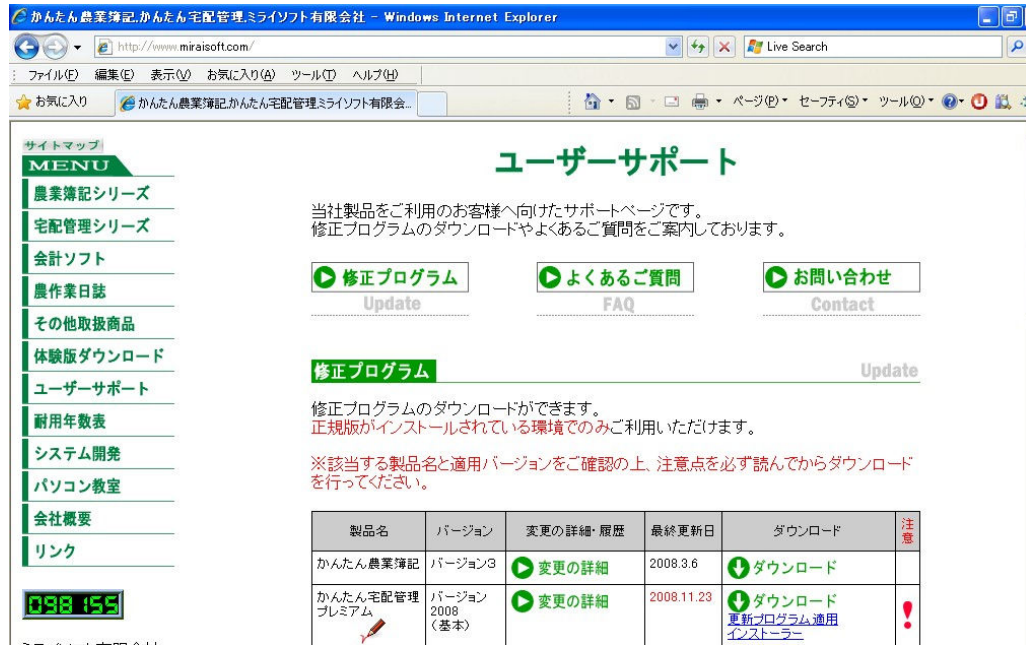 かんたん農業簿記,かんたん宅配管理,ミライソフト有限会社 - Windows Internet Explorer
http://www.miraisoft.com/
Live Search
ファイル(F) 編集(E) 表示(V) お気に入り(A) ツール(T) ヘルプ(H)
お気に入り
かんたん農業簿記,かんたん宅配管理,ミライソフト有限会...
ページ(P) セーフティ(S) ツール(O)
サイトマップ
MENU
農業簿記シリーズ
宅配管理シリーズ
会計ソフト
農作業日誌
その他取扱商品
体験版ダウンロード
ユーザーサポート
耐用年数表
システム開発
パソコン教室
会社概要
リンク
098155
ユーザーサポート
当社製品をご利用のお客様へ向けたサポートページです。
修正プログラムのダウンロードやよくあるご質問をご案内しております。
修正プログラム
Update
よくあるご質問
FAQ
お問い合わせ
Contact
修正プログラム
Update
修正プログラムのダウンロードができます。
正規版がインストールされている環境でのみご利用いただけます。
※該当する製品名と適用バージョンをご確認の上、注意点を必ず読んでからダウンロード
を行ってください。
製品名 バージョン 変更の詳細・履歴 最終更新日 ダウンロード 注意
かんたん農業簿記 バージョン3 変更の詳細 2008.3.6 ダウンロード
かんたん宅配管理
プレミアム
バージョン
2008
(基本)
変更の詳細
2008.11.23
ダウンロード
更新プログラム適用
インストーラー